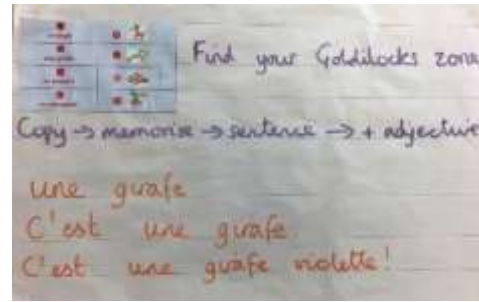 Find your Goldilocks zone
Copy → memorise → sentence → + adjective
une girafe
C'est une girafe.
C'est une girafe violette!